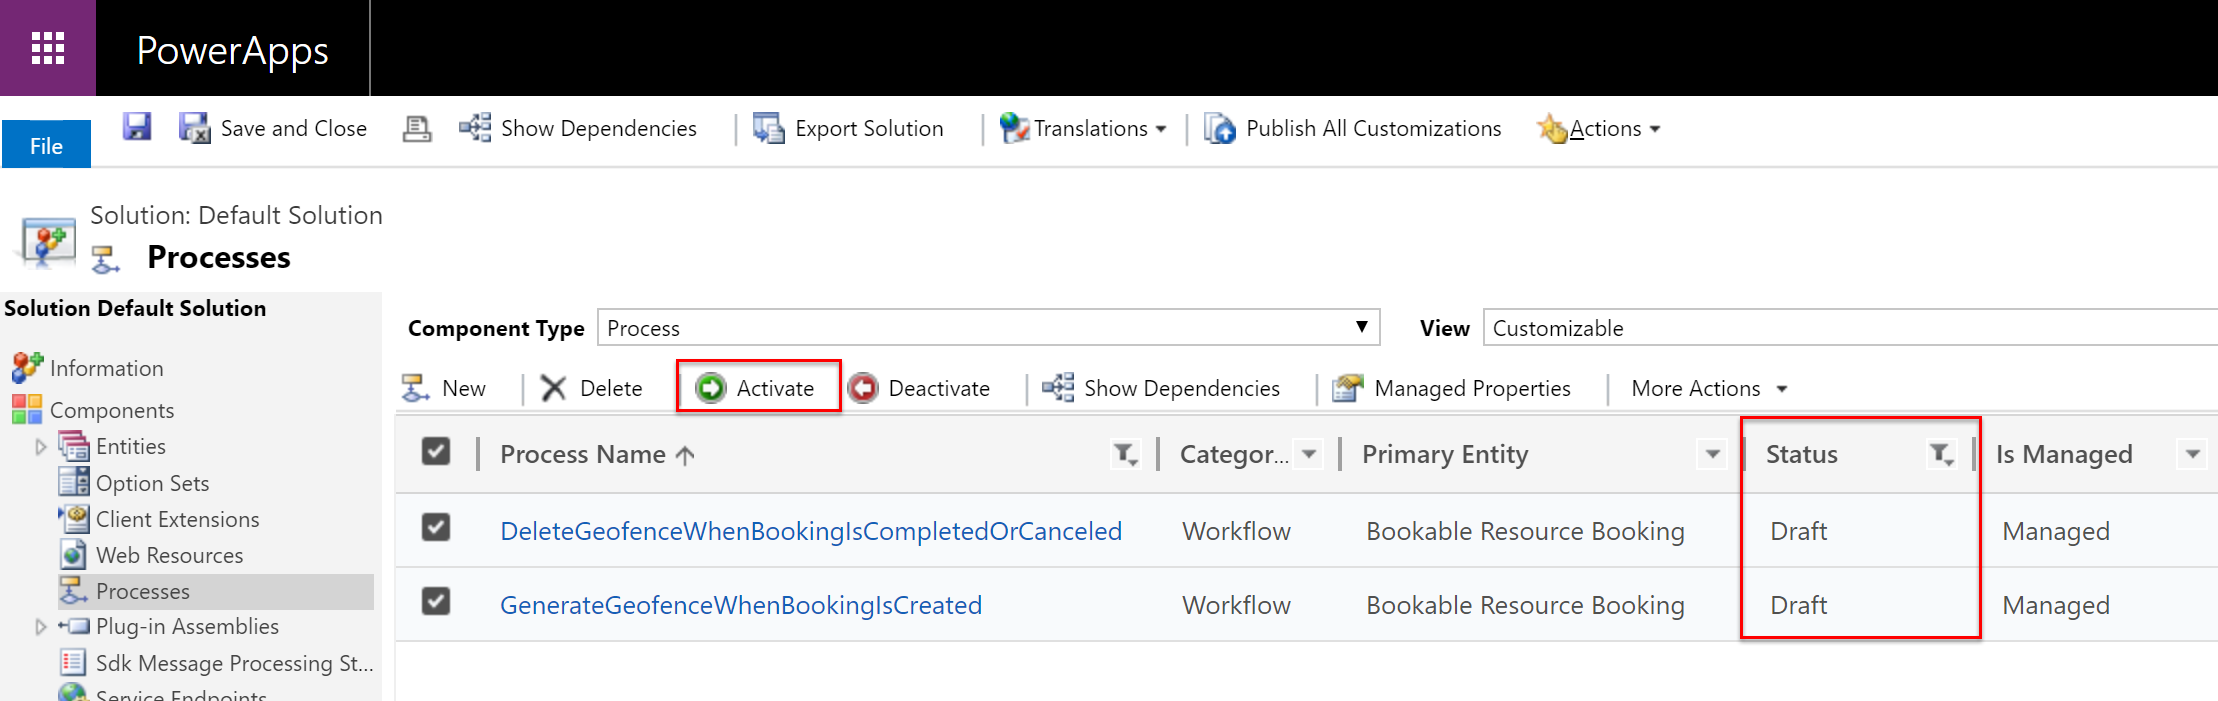 PowerApps
File
Save and Close
Show Dependencies
Export Solution
Translations
Publish All Customizations
Actions
Solution: Default Solution
Processes
Solution Default Solution
Information
Components
Entities
Option Sets
Client Extensions
Web Resources
Processes
Plug-in Assemblies
Sdk Message Processing St...
Service Endpoints
Component Type Process View Customizable
New Delete Activate Deactivate Show Dependencies Managed Properties More Actions
Process Name Categor... Primary Entity Status Is Managed
DeleteGeofenceWhenBookingIsCompletedOrCanceled Workflow Bookable Resource Booking Draft Managed
GenerateGeofenceWhenBookingIsCreated Workflow Bookable Resource Booking Draft Managed